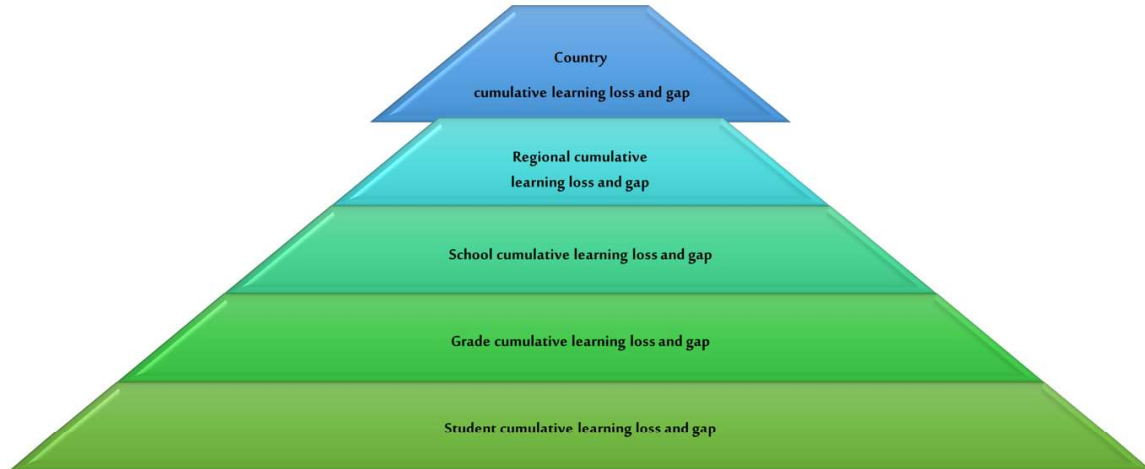 Country
cumulative learning loss and gap
Regional cumulative
learning loss and gap
School cumulative learning loss and gap
Grade cumulative learning loss and gap
Student cumulative learning loss and gap